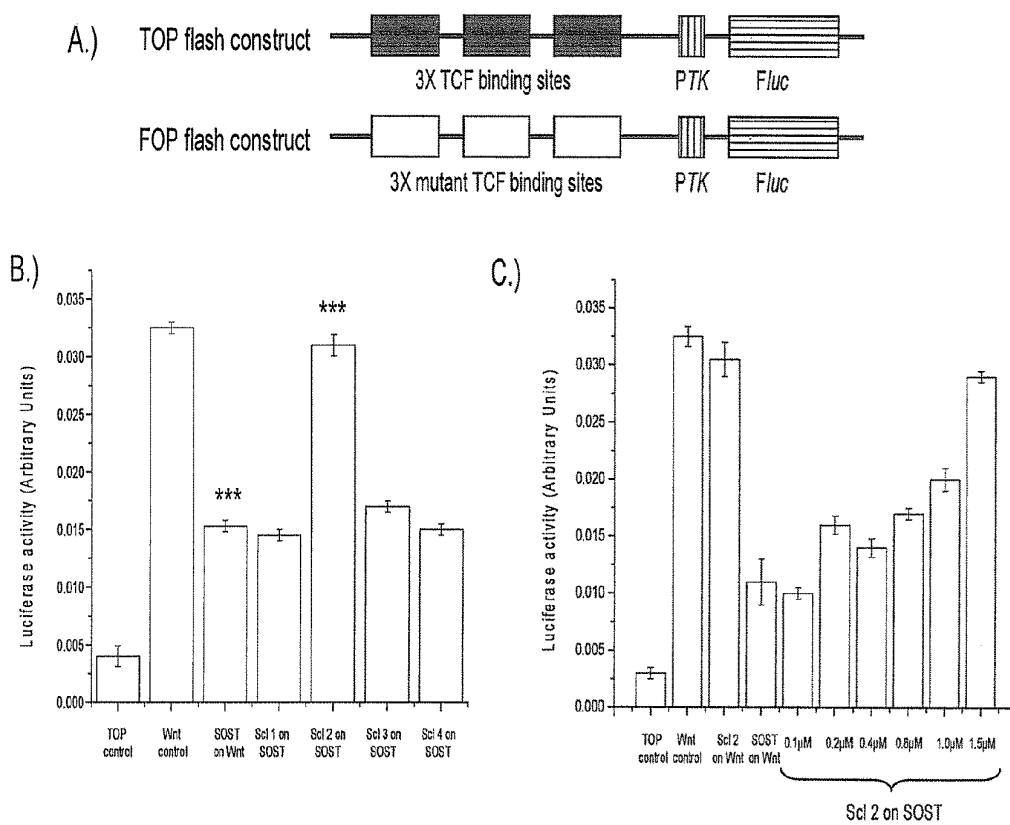 A.)
TOP flash construct
3X TCF binding sites
PTK
Fluc
FOP flash construct
3X mutant TCF binding sites
PTK
Fluc
B.)
Luciferase activity (Arbitrary Units)
0.035
0.030
0.025
0.020
0.015
0.010
0.005
0.000
***
***
TOP control
Wnt control
SOST on Wnt
Scl 1 on SOST
Scl 2 on SOST
Scl 3 on SOST
Scl 4 on SOST
C.)
Luciferase activity (Arbitrary Units)
0.035
0.030
0.025
0.020
0.015
0.010
0.005
0.000
TOP control
Wnt control
Scl 2 on Wnt
SOST on Wnt
0.1µM
0.2µM
0.4µM
0.8µM
1.0µM
1.5µM
Scl 2 on SOST